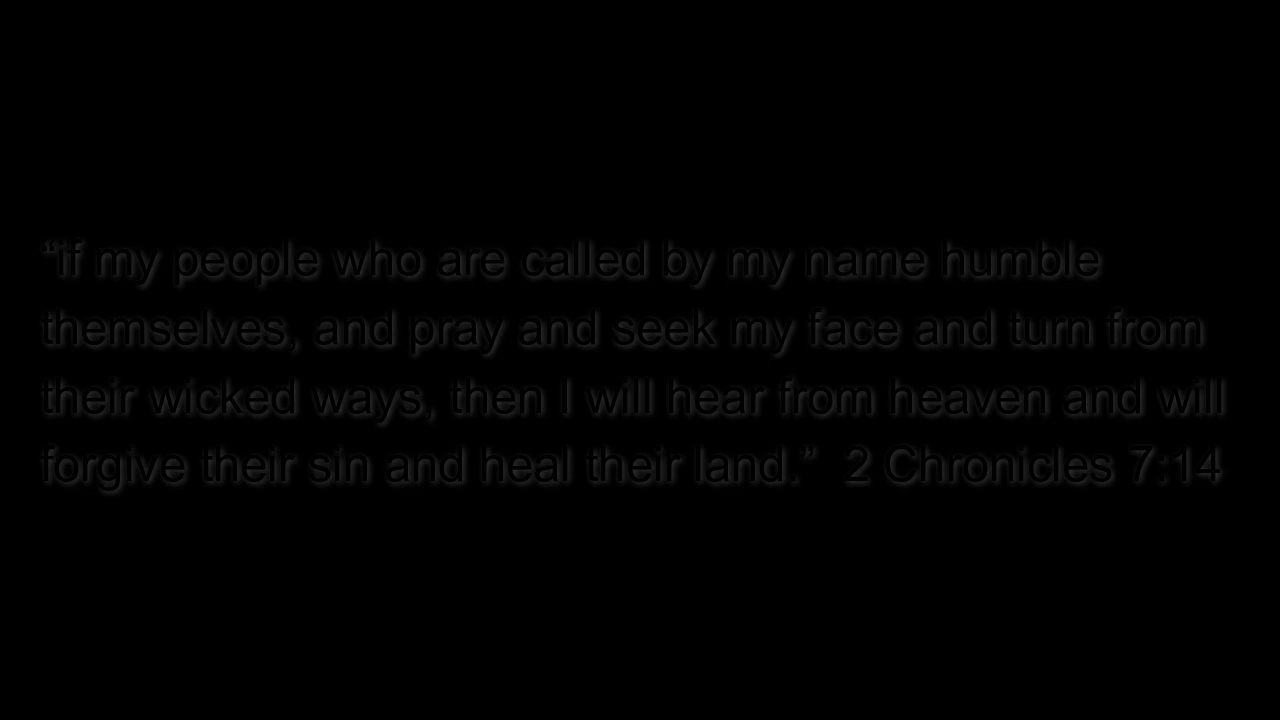 “if my people who are called by my name humble
themselves, and pray and seek my face and turn from
their wicked ways, then I will hear from heaven and will
forgive their sin and heal their land.”  2 Chronicles 7:14